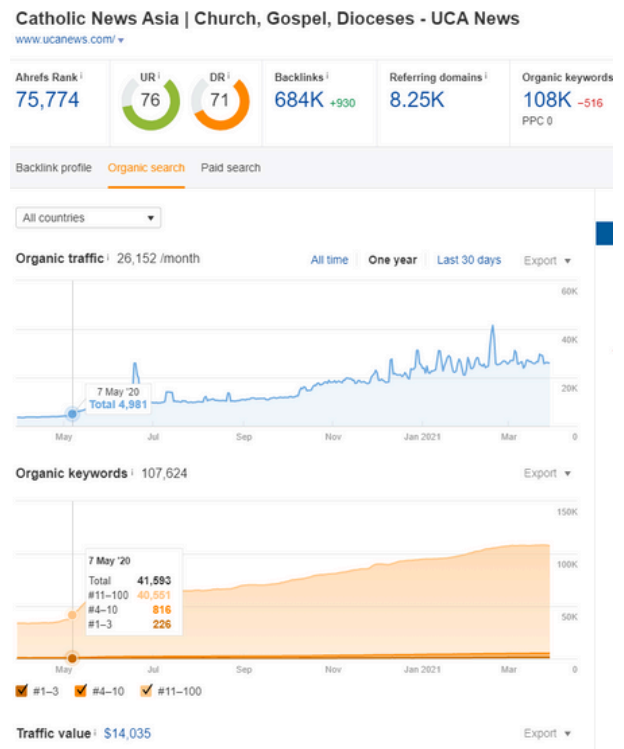 Catholic News Asia | Church, Gospel, Dioceses - UCA News
www.ucanews.com/
Ahrefs Rank i
75,774
UR i
76
DR i
71
Backlinks i
684K +930
Referring domains i
8.25K
Organic keywords
108K -516
PPC 0
Backlink profile Organic search Paid search
All countries
Organic traffic i 26,152 /month All time One year Last 30 days Export
60K
40K
20K
0
7 May '20
Total 4,981
May Jul Sep Nov Jan 2021 Mar
Organic keywords i 107,624 Export
150K
100K
50K
0
7 May '20
Total 41,593
#11–100 40,551
#4–10 816
#1–3 226
May Jul Sep Nov Jan 2021 Mar
#1–3 #4–10 #11–100
Traffic value i $14,035 Export